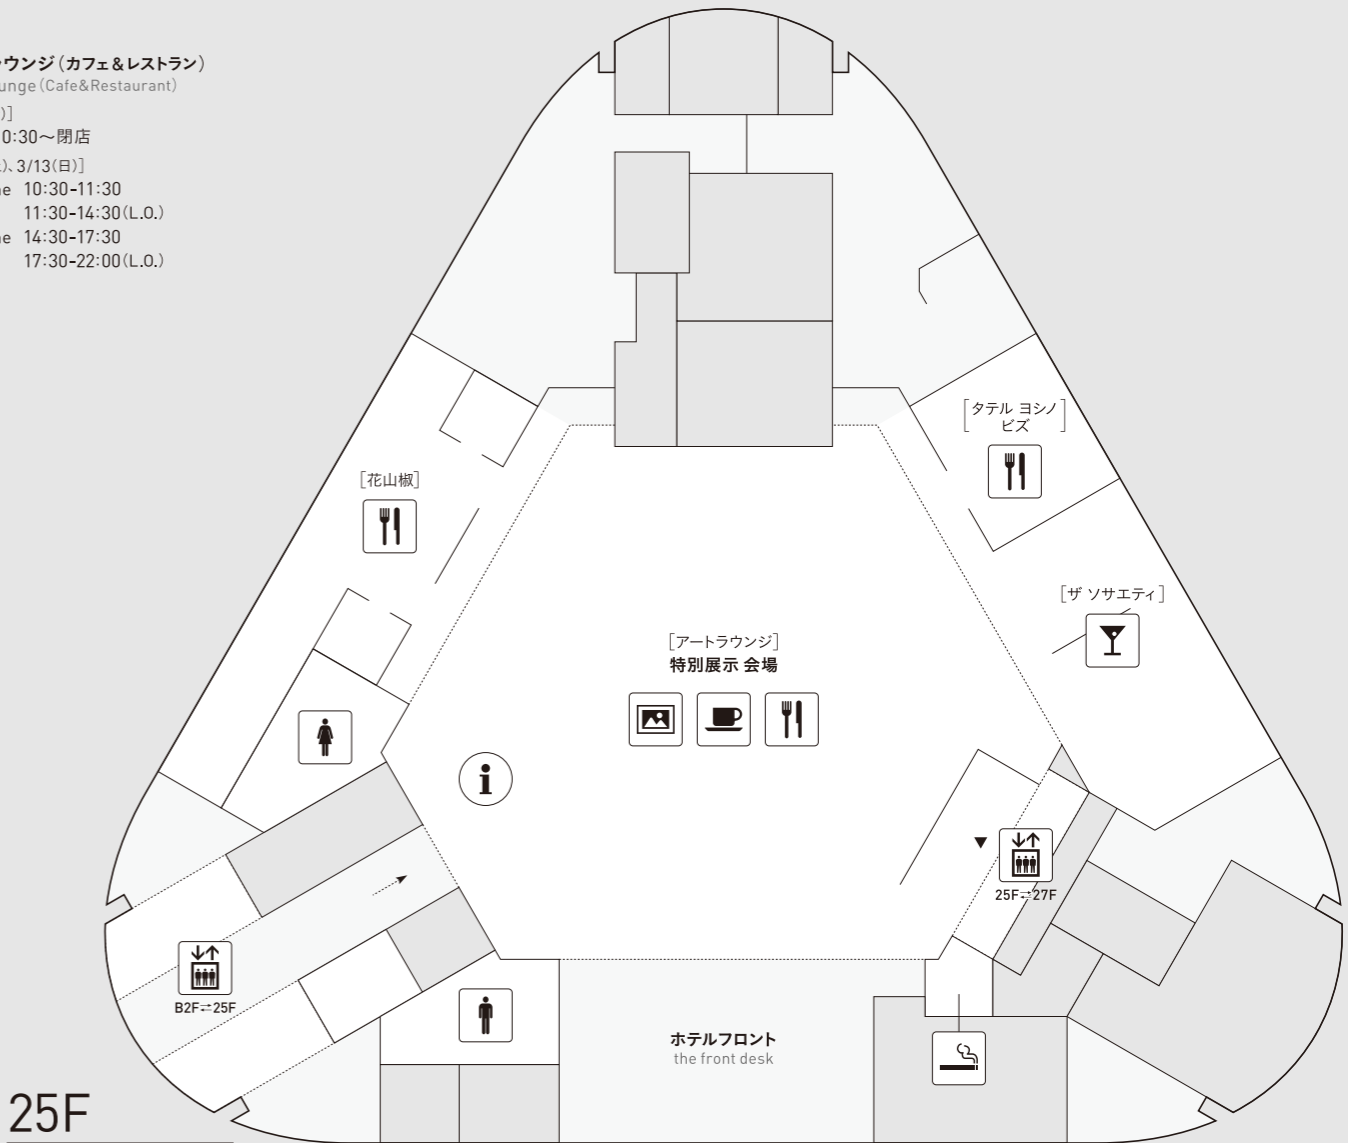 ウンジ(カフェ&レストラン)
unge(Cafe&Restaurant)
)]
0:30〜閉店
)、3/13(日)]
ne 10:30-11:30
11:30-14:30(L.O.)
ne 14:30-17:30
17:30-22:00(L.O.)
[タテル ヨシノ
ビズ]
[花山椒]
[ザ ソサエティ]
[アートラウンジ]
特別展示 会場
i
25F⇄27F
B2F⇄25F
ホテルフロント
the front desk
25F